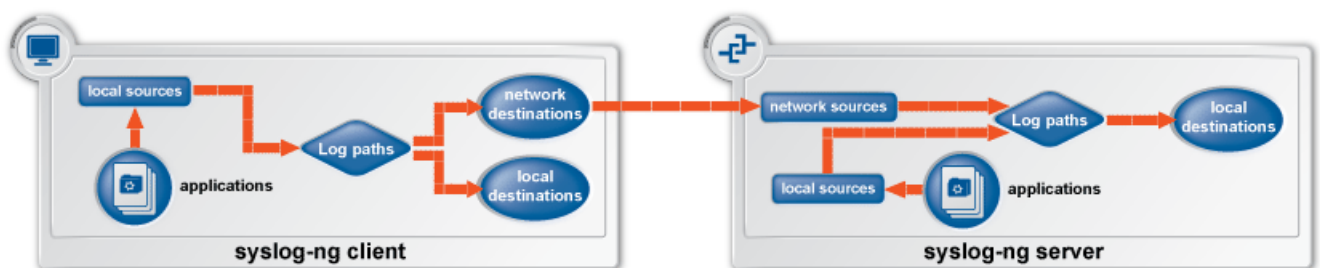 local sources
applications
Log paths
network
destinations
local
destinations
syslog-ng client
network sources
local sources
applications
Log paths
local
destinations
syslog-ng server